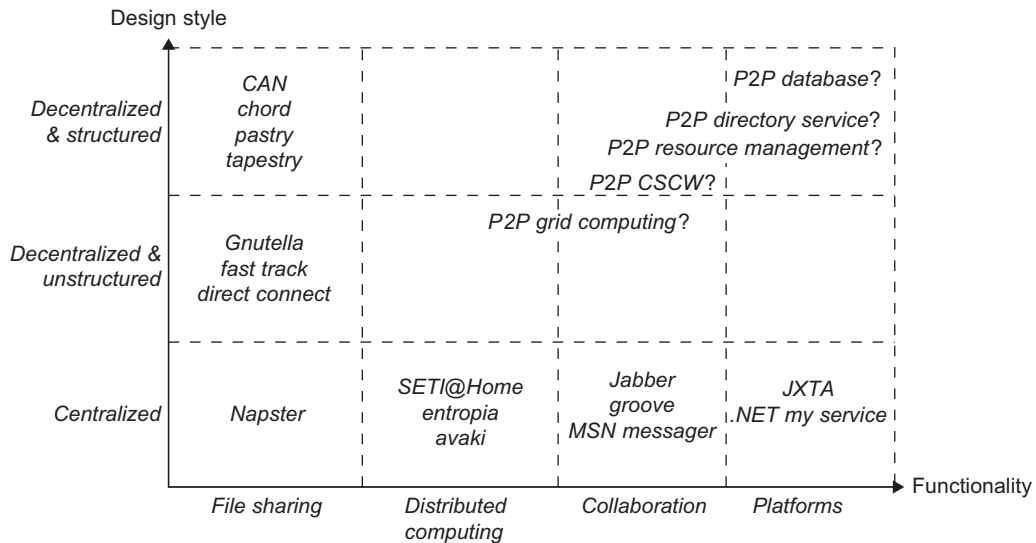 Design style
Decentralized
& structured
CAN
chord
pastry
tapestry
P2P database?
P2P directory service?
P2P resource management?
P2P CSCW?
Decentralized &
unstructured
Gnutella
fast track
direct connect
P2P grid computing?
Centralized
Napster
SETI@Home
entropia
avaki
Jabber
groove
MSN messager
JXTA
.NET my service
Functionality
File sharing
Distributed
computing
Collaboration
Platforms